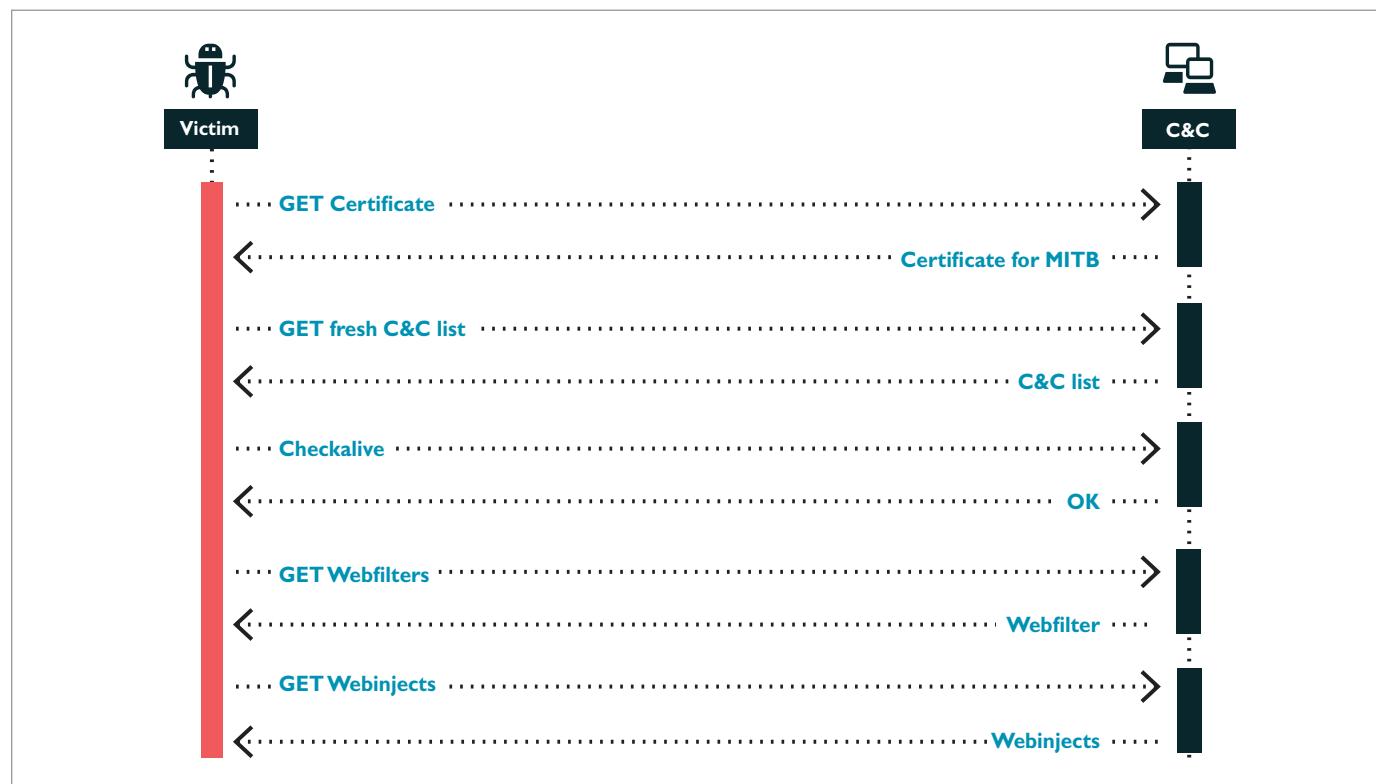 Victim
C&C
GET Certificate
Certificate for MITB
GET fresh C&C list
C&C list
Checkalive
OK
GET Webfilters
Webfilter
GET Webinjects
Webinjects